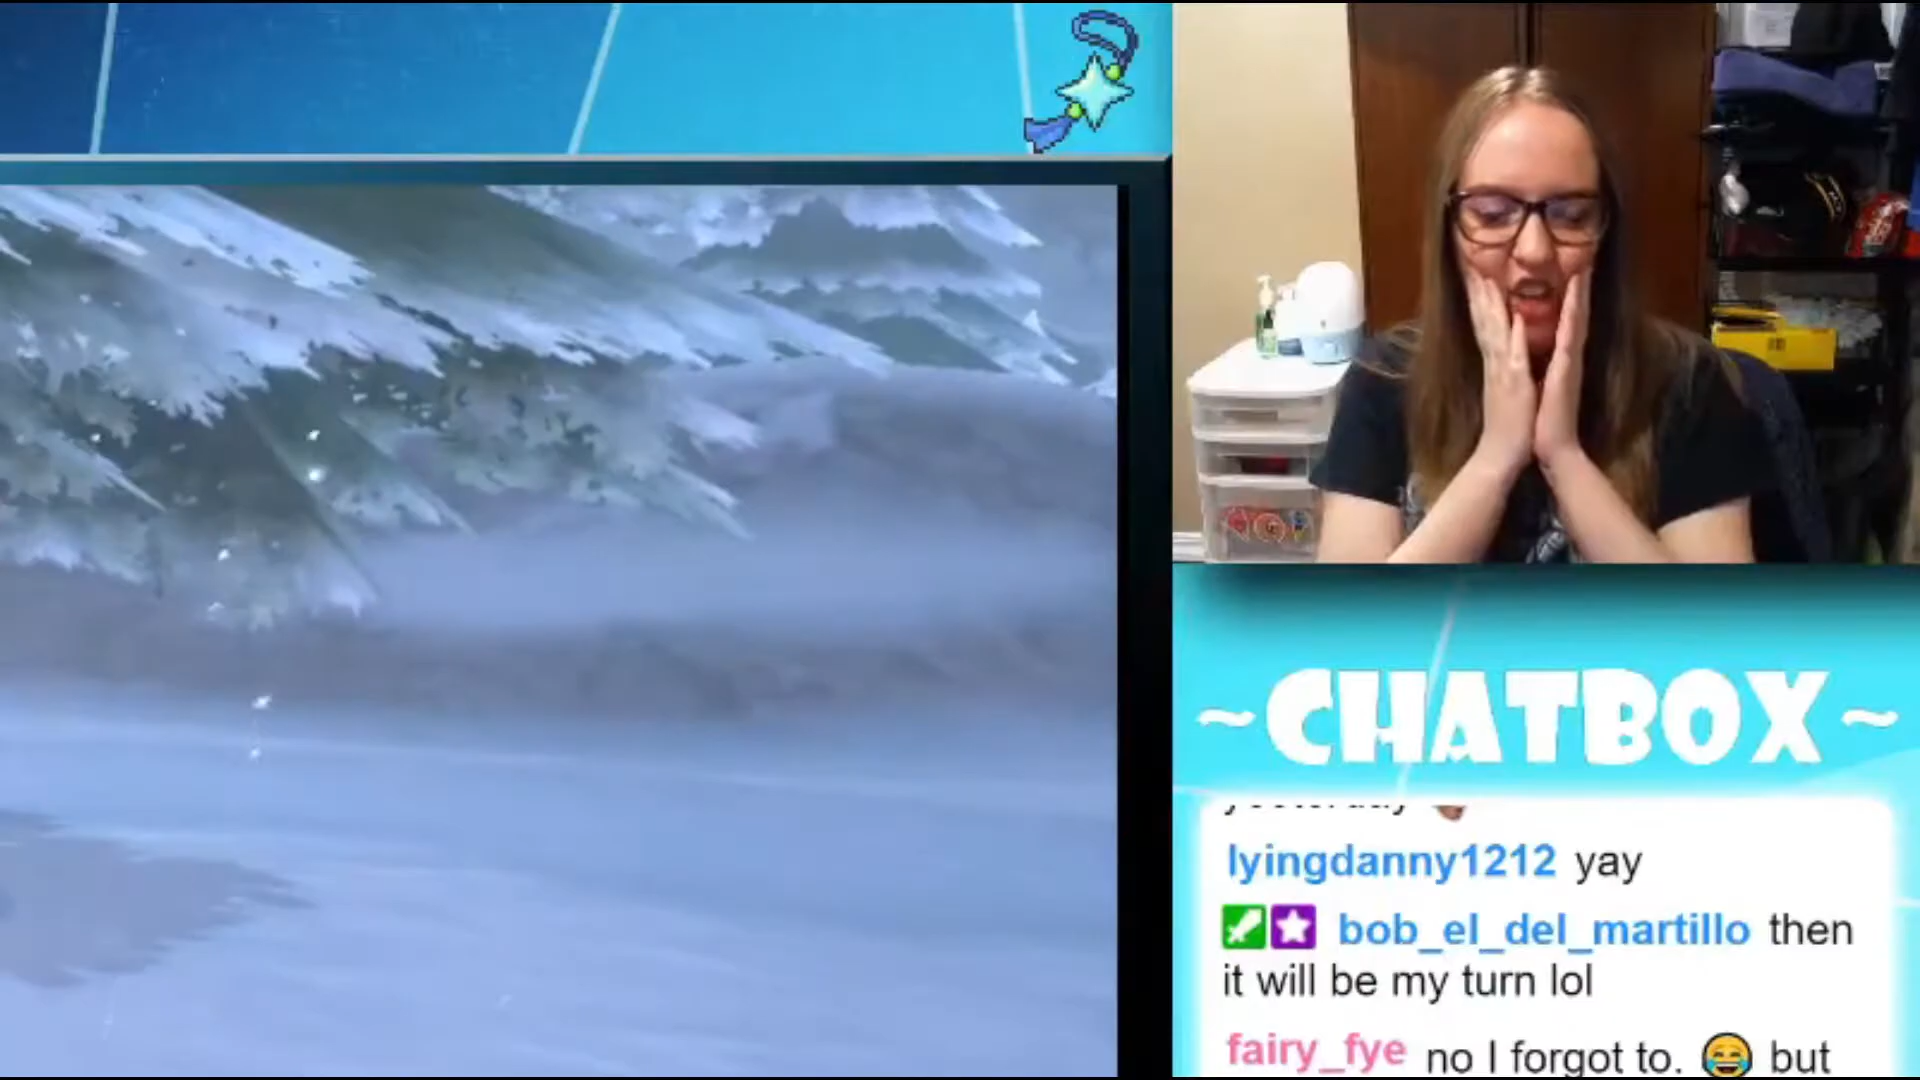 ~CHATBOX~
lyingdanny1212 yay
bob_el_del_martillo then
it will be my turn lol
fairy_fye no I forgot to. 😂 but